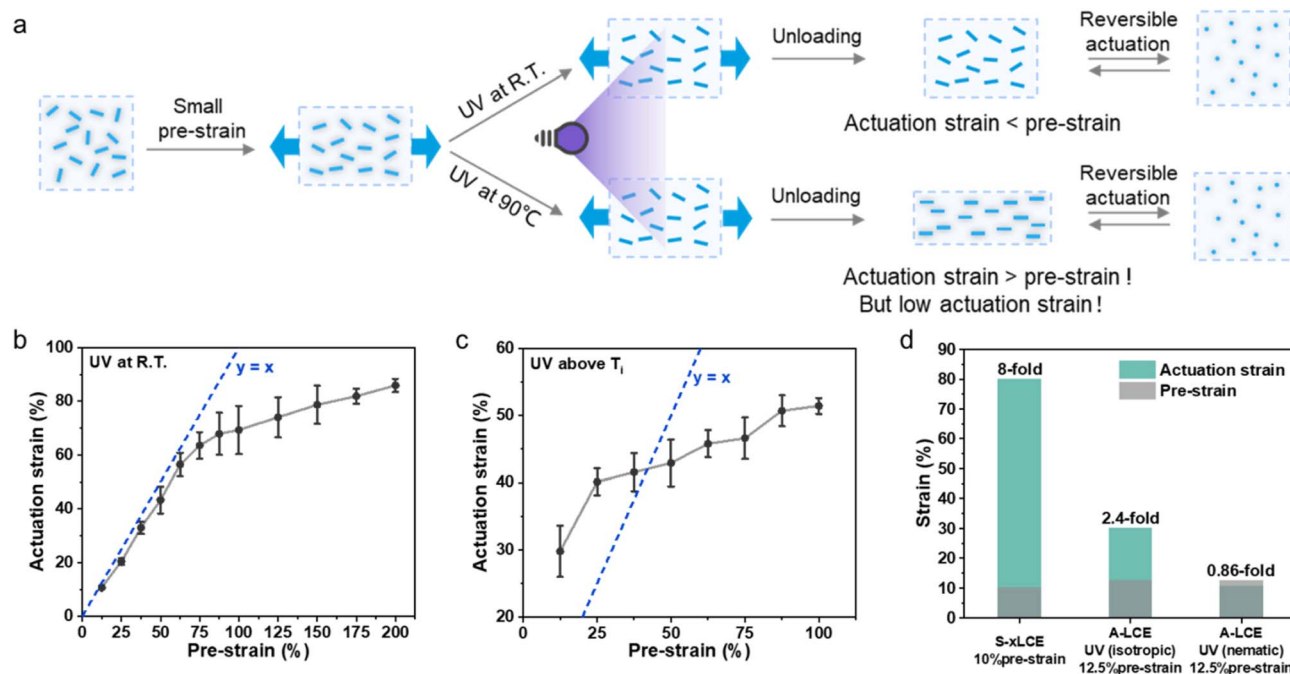 a
Small
pre-strain
UV at R.T.
UV at 90°C
Unloading
Reversible
actuation
Actuation strain < pre-strain
Unloading
Reversible
actuation
Actuation strain > pre-strain !
But low actuation strain !
b
UV at R.T.
y = x
Actuation strain (%)
100
80
60
40
20
0
0 25 50 75 100 125 150 175 200
Pre-strain (%)
c
UV above Ti
y = x
Actuation strain (%)
60
50
40
30
20
0 25 50 75 100
Pre-strain (%)
d
Actuation strain
Pre-strain
Strain (%)
90
80
70
60
50
40
30
20
10
0
8-fold
2.4-fold
0.86-fold
S-xLCE
10%pre-strain
A-LCE
UV (isotropic)
12.5%pre-strain
A-LCE
UV (nematic)
12.5%pre-strain